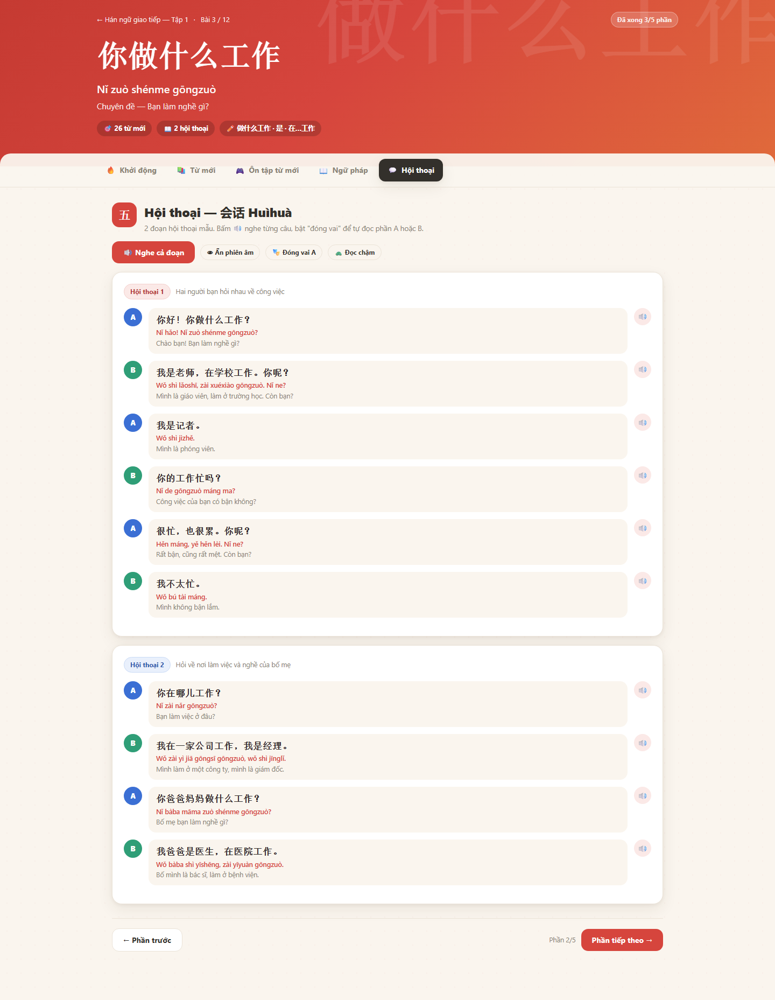 ← Hán ngữ giao tiếp — Tập 1 · Bài 3 / 12
Đã xong 3/5 phần
做什么工作
你做什么工作
Nǐ zuò shénme gōngzuò
Chuyên đề — Bạn làm nghề gì?
26 từ mới
2 hội thoại
做什么工作 · 是 · 在…工作
Khởi động
Từ mới
Ôn tập từ mới
Ngữ pháp
Hội thoại
五
Hội thoại — 会话 Huìhuà
2 đoạn hội thoại mẫu. Bấm 🔊 nghe từng câu, bật "đóng vai" để tự đọc phần A hoặc B.
Nghe cả đoạn
Ẩn phiên âm
Đóng vai A
Đọc chậm
Hội thoại 1
Hai người bạn hỏi nhau về công việc
A
你好！你做什么工作？
Nǐ hǎo! Nǐ zuò shénme gōngzuò?
Chào bạn! Bạn làm nghề gì?
B
我是老师，在学校工作。你呢？
Wǒ shì lǎoshī, zài xuéxiào gōngzuò. Nǐ ne?
Mình là giáo viên, làm ở trường học. Còn bạn?
A
我是记者。
Wǒ shì jìzhě.
Mình là phóng viên.
B
你的工作忙吗？
Nǐ de gōngzuò máng ma?
Công việc của bạn có bận không?
A
很忙，也很累。你呢？
Hěn máng, yě hěn lèi. Nǐ ne?
Rất bận, cũng rất mệt. Còn bạn?
B
我不太忙。
Wǒ bú tài máng.
Mình không bận lắm.
Hội thoại 2
Hỏi về nơi làm việc và nghề của bố mẹ
A
你在哪儿工作？
Nǐ zài nǎr gōngzuò?
Bạn làm việc ở đâu?
B
我在一家公司工作，我是经理。
Wǒ zài yì jiā gōngsī gōngzuò, wǒ shì jīnglǐ.
Mình làm ở một công ty, mình là giám đốc.
A
你爸爸妈妈做什么工作？
Nǐ bàba māma zuò shénme gōngzuò?
Bố mẹ bạn làm nghề gì?
B
我爸爸是医生，在医院工作。
Wǒ bàba shì yīshēng, zài yīyuàn gōngzuò.
Bố mình là bác sĩ, làm ở bệnh viện.
← Phần trước
Phần 2/5
Phần tiếp theo →